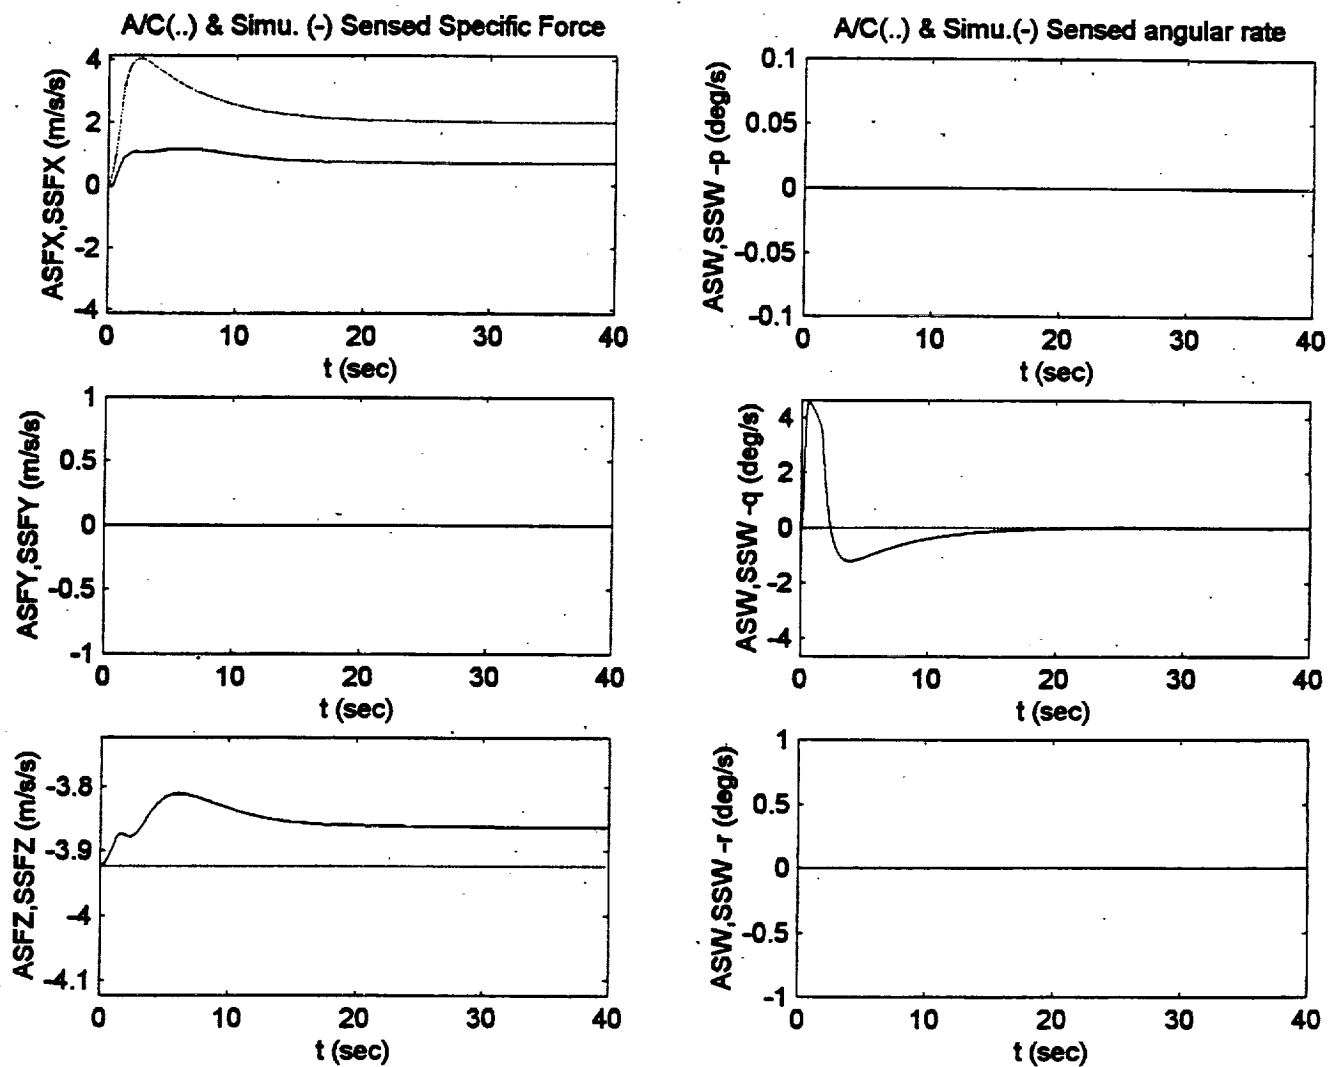 A/C(..) & Simu. (-) Sensed Specific Force
ASFX,SSFX (m/s/s)
4
2
0
-2
-4
0 10 20 30 40
t (sec)
ASFY,SSFY (m/s/s)
1
0.5
0
-0.5
-1
0 10 20 30 40
t (sec)
ASFZ,SSFZ (m/s/s)
-3.8
-3.9
-4
-4.1
0 10 20 30 40
t (sec)
A/C(..) & Simu.(-) Sensed angular rate
ASW,SSW -p (deg/s)
0.1
0.05
0
-0.05
-0.1
0 10 20 30 40
t (sec)
ASW,SSW -q (deg/s)
4
2
0
-2
-4
0 10 20 30 40
t (sec)
ASW,SSW -r (deg/s)
1
0.5
0
-0.5
-1
0 10 20 30 40
t (sec)